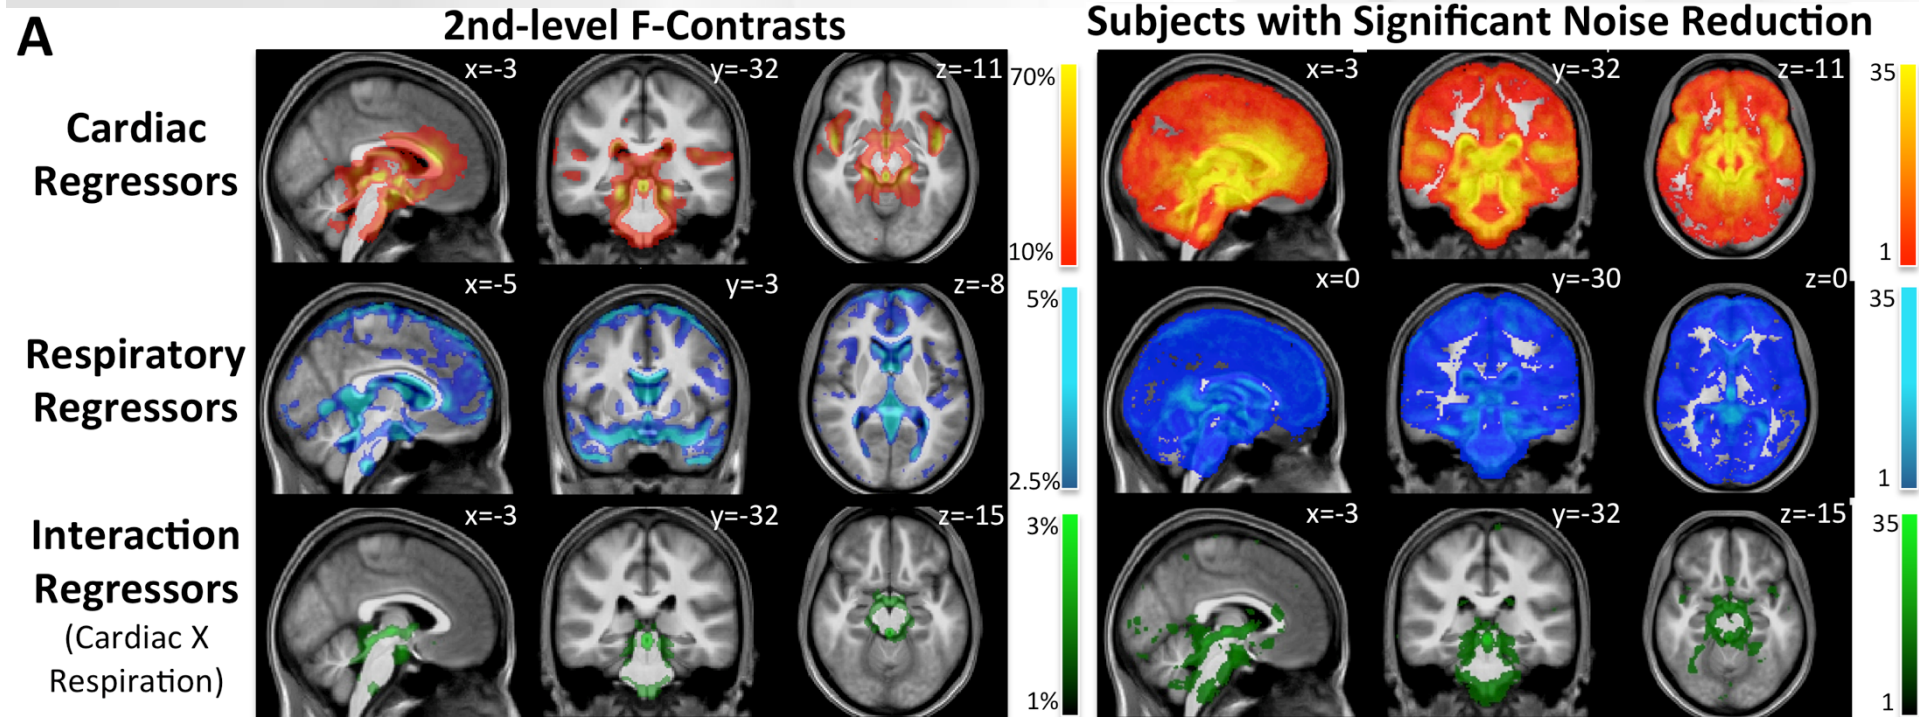 A
2nd-level F-Contrasts
Subjects with Significant Noise Reduction
Cardiac
Regressors
x=-3
y=-32
z=-11
70%
10%
x=-3
y=-32
z=-11
35
1
Respiratory
Regressors
x=-5
y=-3
z=-8
5%
2.5%
x=0
y=-30
z=0
35
1
Interaction
Regressors
(Cardiac X
Respiration)
x=-3
y=-32
z=-15
3%
1%
x=-3
y=-32
z=-15
35
1